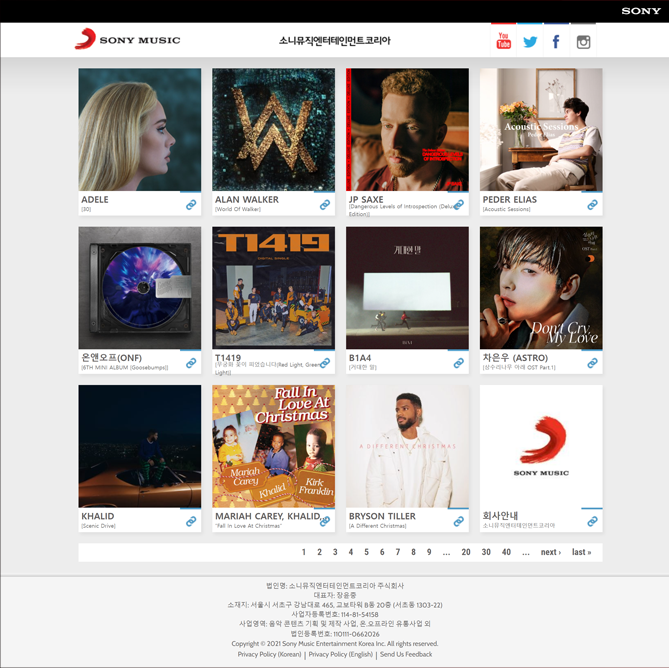 SONY
SONY MUSIC
소니뮤직엔터테인먼트코리아
You
Tube
f
Acoustic Sessions
Peder Elias
ADELE
[30]
ALAN WALKER
[World Of Walker]
JP SAXE
[Dangerous Levels of Introspection (Deluxe
Edition)]
PEDER ELIAS
[Acoustic Sessions]
T1419
거대한 말
B1A4
Don't Cry,
My Love
온앤오프(ONF)
[6TH MINI ALBUM [Goosebumps]]
T1419
[무궁화 꽃이 피었습니다(Red Light, Green
Light)]
B1A4
[거대한 말]
차은우 (ASTRO)
[상수리나무 아래 OST Part.1]
Fall In
Love At
Christmas
Mariah
Carey
Khalid
Kirk
Franklin
A DIFFERENT CHRISTMAS
SONY MUSIC
KHALID
[Scenic Drive]
MARIAH CAREY, KHALID,
"Fall In Love At Christmas"
BRYSON TILLER
[A Different Christmas]
회사안내
소니뮤직엔터테인먼트코리아
1 2 3 4 5 6 7 8 9 ... 20 30 40 ... next › last »
법인명: 소니뮤직엔터테인먼트코리아 주식회사
대표자: 장윤중
소재지: 서울시 서초구 강남대로 465, 교보타워 B동 20층 (서초동 1303-22)
사업자등록번호: 114-81-54158
사업영역: 음악 콘텐츠 기획 및 제작 사업, 온.오프라인 유통사업 외
법인등록번호: 110111-0662026
Copyright © 2021 Sony Music Entertainment Korea Inc. All rights reserved.
Privacy Policy (Korean) | Privacy Policy (English) | Send Us Feedback